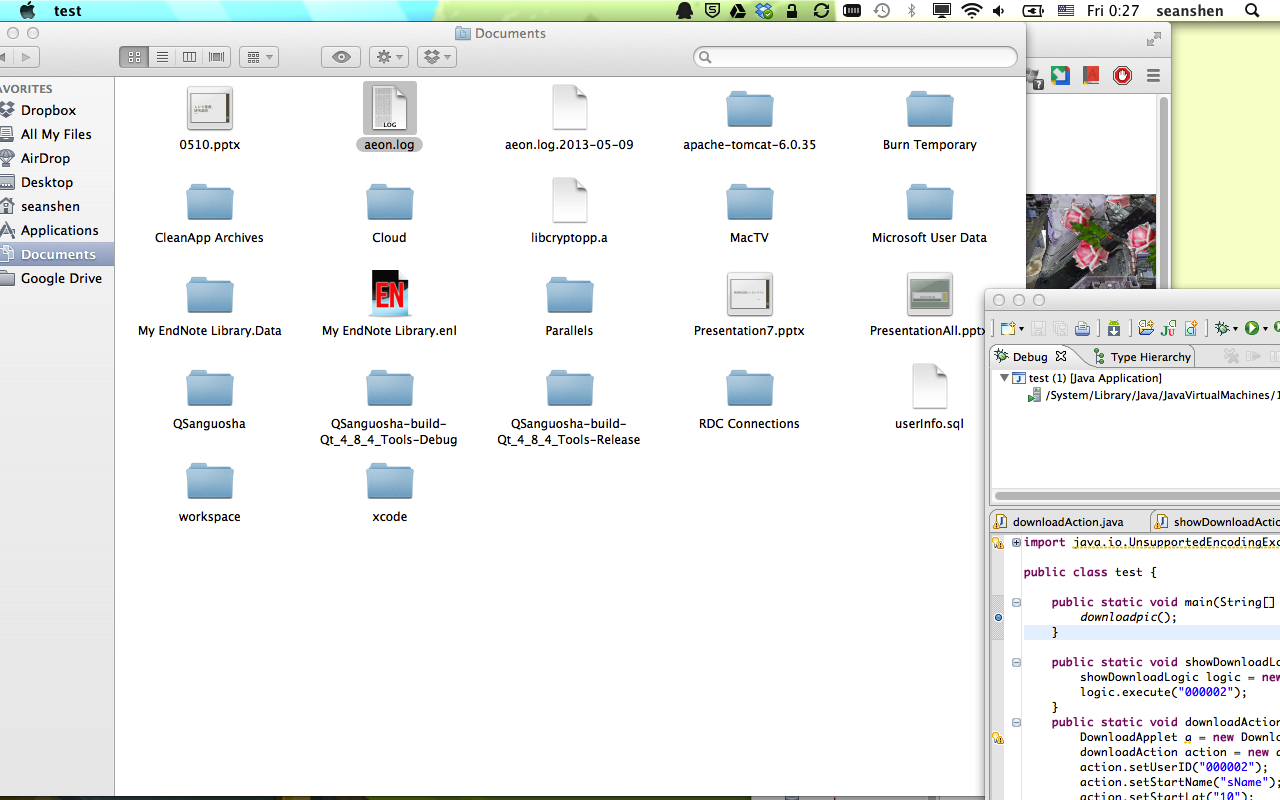 test
Fri 0:27 seanshen
Documents
AVORITES
Dropbox
All My Files
AirDrop
Desktop
seanshen
Applications
Documents
Google Drive
LOG
0510.pptx
aeon.log
aeon.log.2013-05-09
apache-tomcat-6.0.35
Burn Temporary
CleanApp Archives
Cloud
libcryptopp.a
MacTV
Microsoft User Data
EN
My EndNote Library.Data
My EndNote Library.enl
Parallels
Presentation7.pptx
PresentationAll.pptx
QSanguosha
QSanguosha-build-
Qt_4_8_4_Tools-Debug
QSanguosha-build-
Qt_4_8_4_Tools-Release
RDC Connections
userInfo.sql
workspace
xcode
Debug
Type Hierarchy
test (1) [Java Application]
/System/Library/Java/JavaVirtualMachines/1
downloadAction.java
showDownloadActio
import java.io.UnsupportedEncodingExc
public class test {
public static void main(String[]
downloadpic();
}
public static void showDownloadLo
showDownloadLogic logic = new
logic.execute("000002");
}
public static void downloadAction
DownloadApplet a = new Downlo
downloadAction action = new d
action.setUserID("000002");
action.setStartName("sName");
action.setStartLat("10");